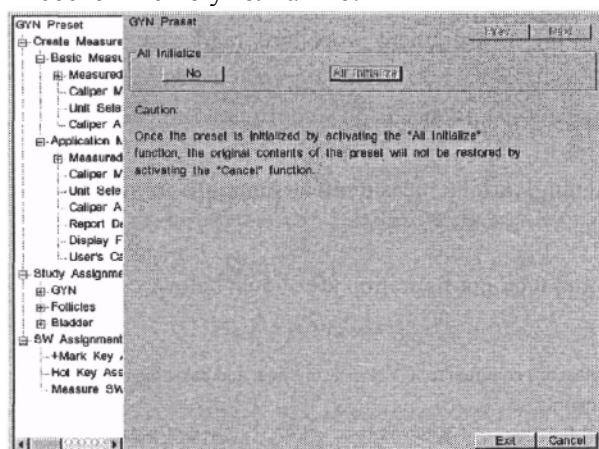 GYN Preset
Create Measure
Basic Measu
Measured
Caliper M
Unit Sele
Caliper A
Application M
Measured
Caliper M
Unit Sele
Caliper A
Report De
Display F
User's Ca
Study Assignme
GYN
Follicles
Bladder
SW Assignment
+Mark Key
Hot Key Ass
Measure SW
GYN Preset
Prev.
Next
All Initialize
No
All Initialize
Caution:
Once the preset is initialized by activating the "All Initialize"
function, the original contents of the preset will not be restored by
activating the "Cancel" function.
Exit
Cancel